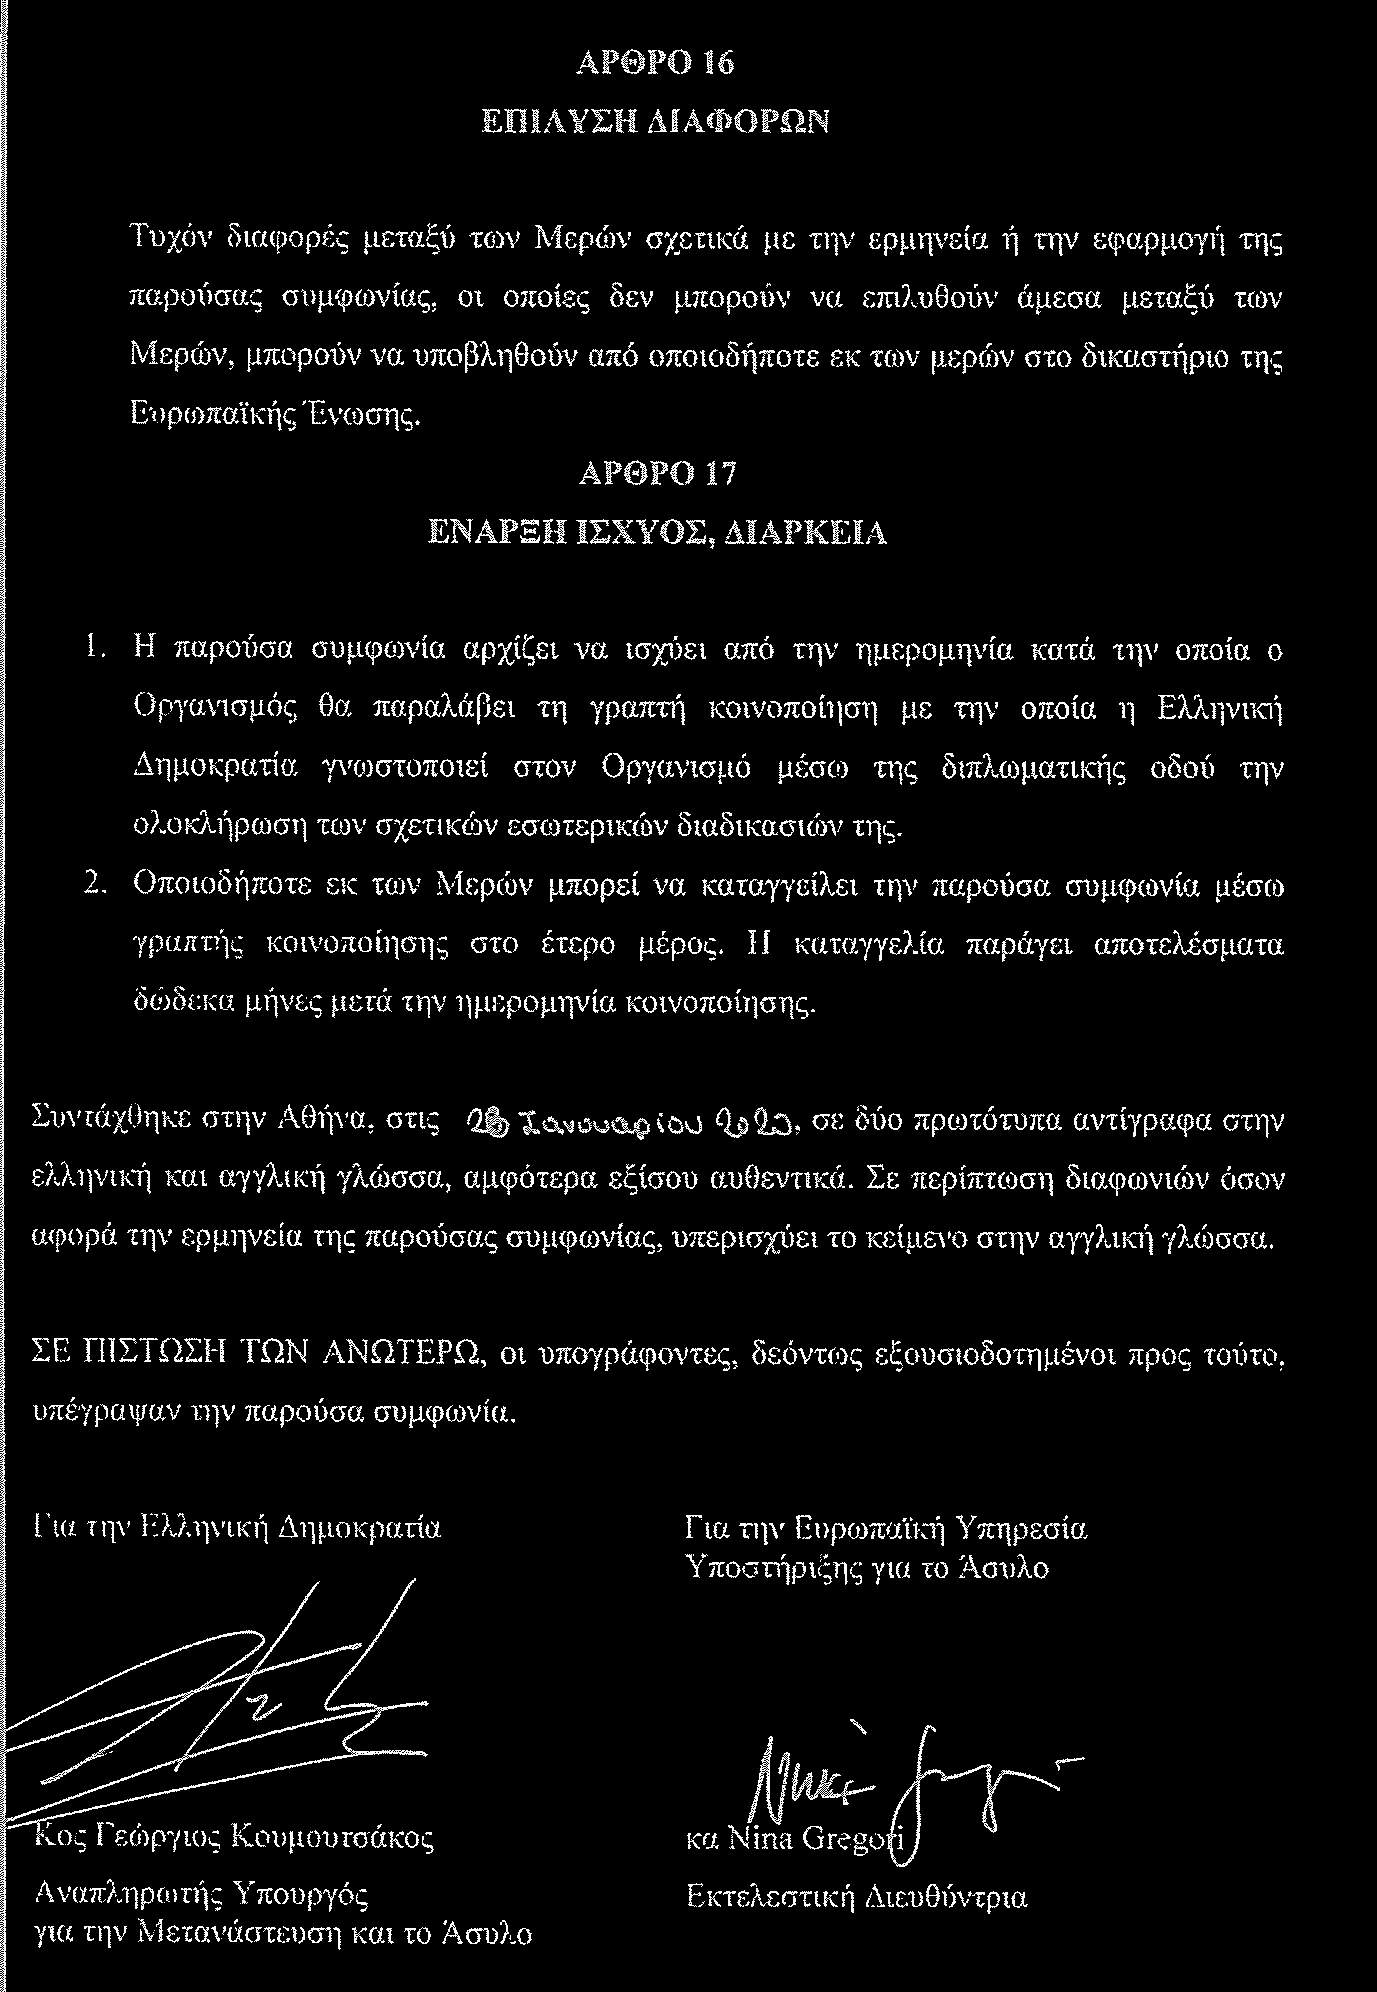 ΑΡΘΡΟ 16
ΕΠΙΛΥΣΗ ΔΙΑΦΟΡΩΝ
Τυχόν διαφορές μεταξύ των Μερών σχετικά με την ερμηνεία ή την εφαρμογή της
παρούσας συμφωνίας, οι οποίες δεν μπορούν να επιλυθούν άμεσα μεταξύ των
Μερών, μπορούν να υποβληθούν από οποιοδήποτε εκ των μερών στο δικαστήριο της
Ευρωπαϊκής Ένωσης.
ΑΡΘΡΟ 17
ΕΝΑΡΞΗ ΙΣΧΥΟΣ, ΔΙΑΡΚΕΙΑ
1. Η παρούσα συμφωνία αρχίζει να ισχύει από την ημερομηνία κατά την οποία ο
Οργανισμός θα παραλάβει τη γραπτή κοινοποίηση με την οποία η Ελληνική
Δημοκρατία γνωστοποιεί στον Οργανισμό μέσω της διπλωματικής οδού την
ολοκλήρωση των σχετικών εσωτερικών διαδικασιών της.
2. Οποιοδήποτε εκ των Μερών μπορεί να καταγγείλει την παρούσα συμφωνία μέσω
γραπτής κοινοποίησης στο έτερο μέρος. Η καταγγελία παράγει αποτελέσματα
δώδεκα μήνες μετά την ημερομηνία κοινοποίησης.
Συντάχθηκε στην Αθήνα, στις Ιανουαρίου σε δύο πρωτότυπα αντίγραφα στην
ελληνική και αγγλική γλώσσα, αμφότερα εξίσου αυθεντικά. Σε περίπτωση διαφωνιών όσον
αφορά την ερμηνεία της παρούσας συμφωνίας, υπερισχύει το κείμενο στην αγγλική γλώσσα.
ΣΕ ΠΙΣΤΩΣΗ ΤΩΝ ΑΝΩΤΕΡΩ, οι υπογράφοντες, δεόντως εξουσιοδοτημένοι προς τούτο,
υπέγραψαν την παρούσα συμφωνία.
Για την Ελληνική Δημοκρατία
Για την Ευρωπαϊκή Υπηρεσία
Υποστήριξης για το Άσυλο
Κος Γεώργιος Κουμουτσάκος
κα Nina Gregori
Αναπληρωτής Υπουργός
Εκτελεστική Διευθύντρια
για την Μετανάστευση και το Άσυλο